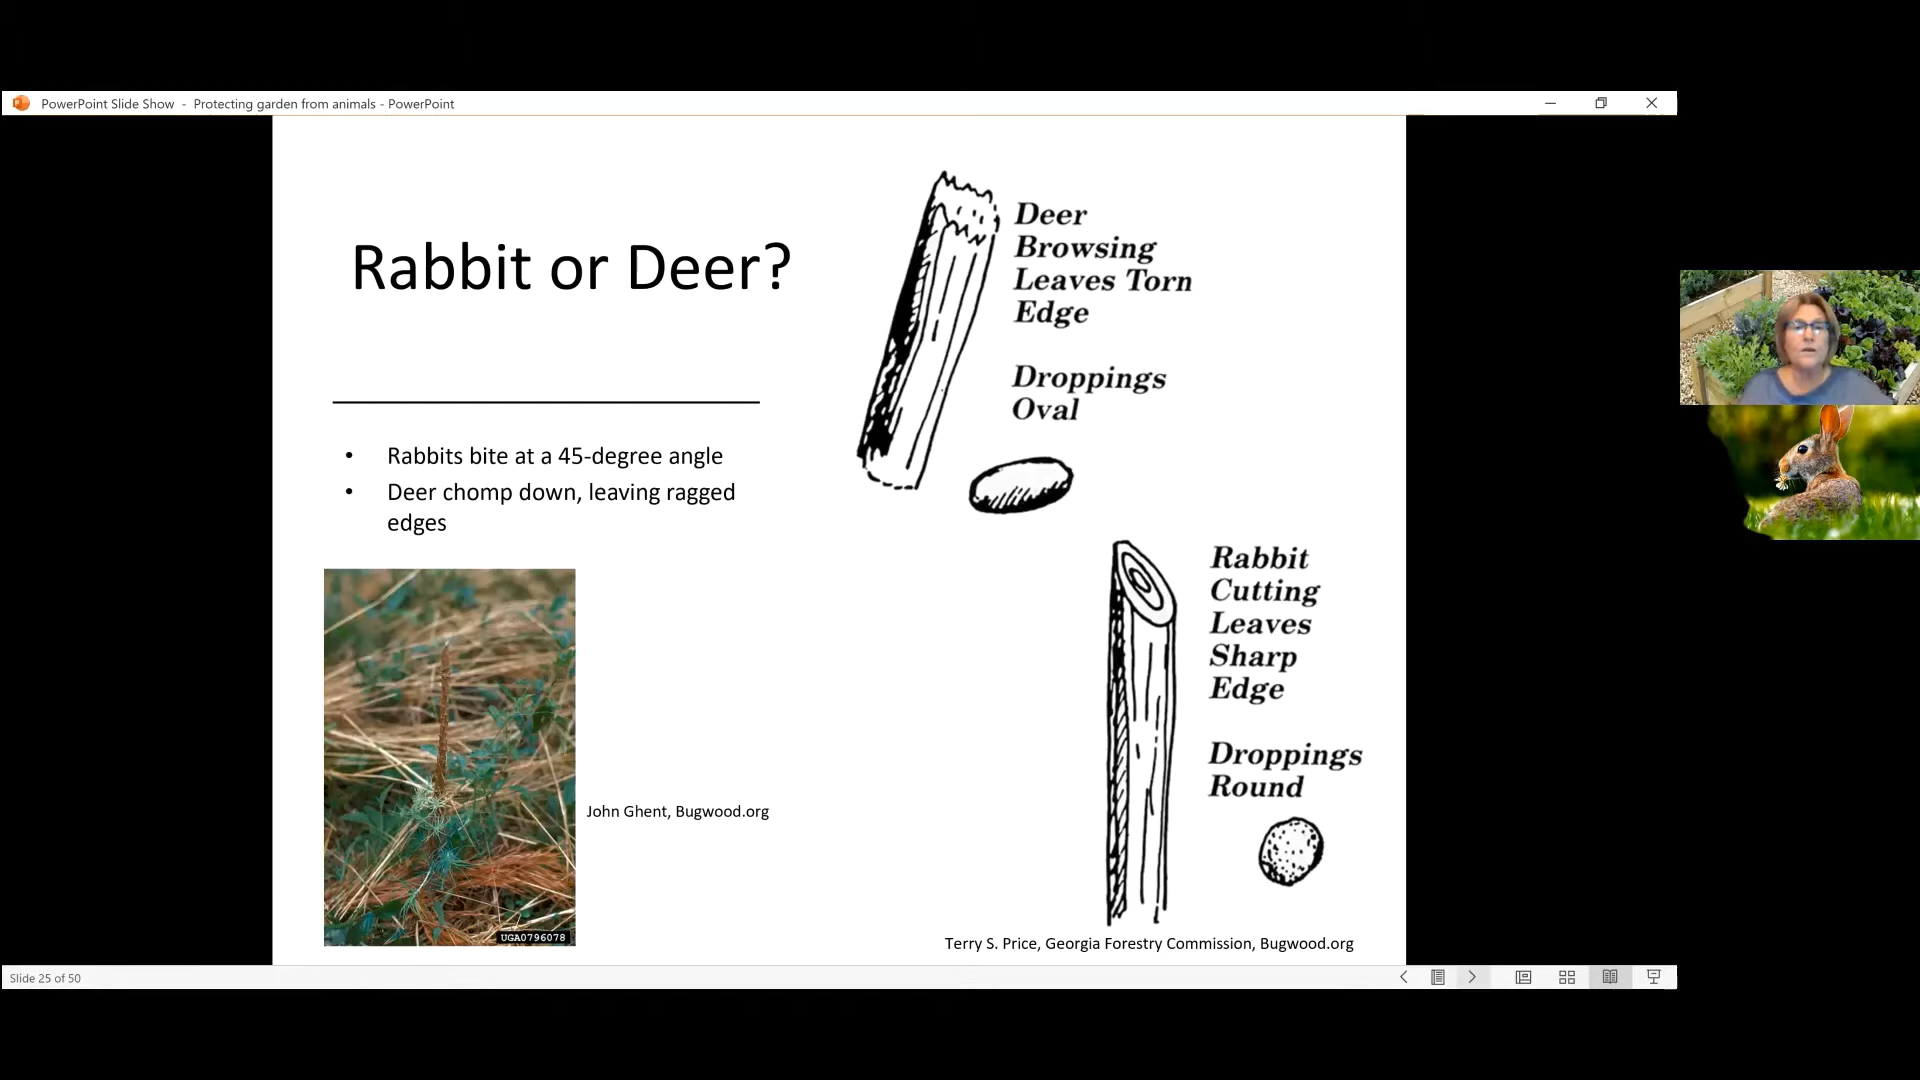 PowerPoint Slide Show - Protecting garden from animals - PowerPoint
Rabbit or Deer?
• Rabbits bite at a 45-degree angle
• Deer chomp down, leaving ragged
edges
UGA0796078
John Ghent, Bugwood.org
Deer
Browsing
Leaves Torn
Edge
Droppings
Oval
Rabbit
Cutting
Leaves
Sharp
Edge
Droppings
Round
Terry S. Price, Georgia Forestry Commission, Bugwood.org
Slide 25 of 50